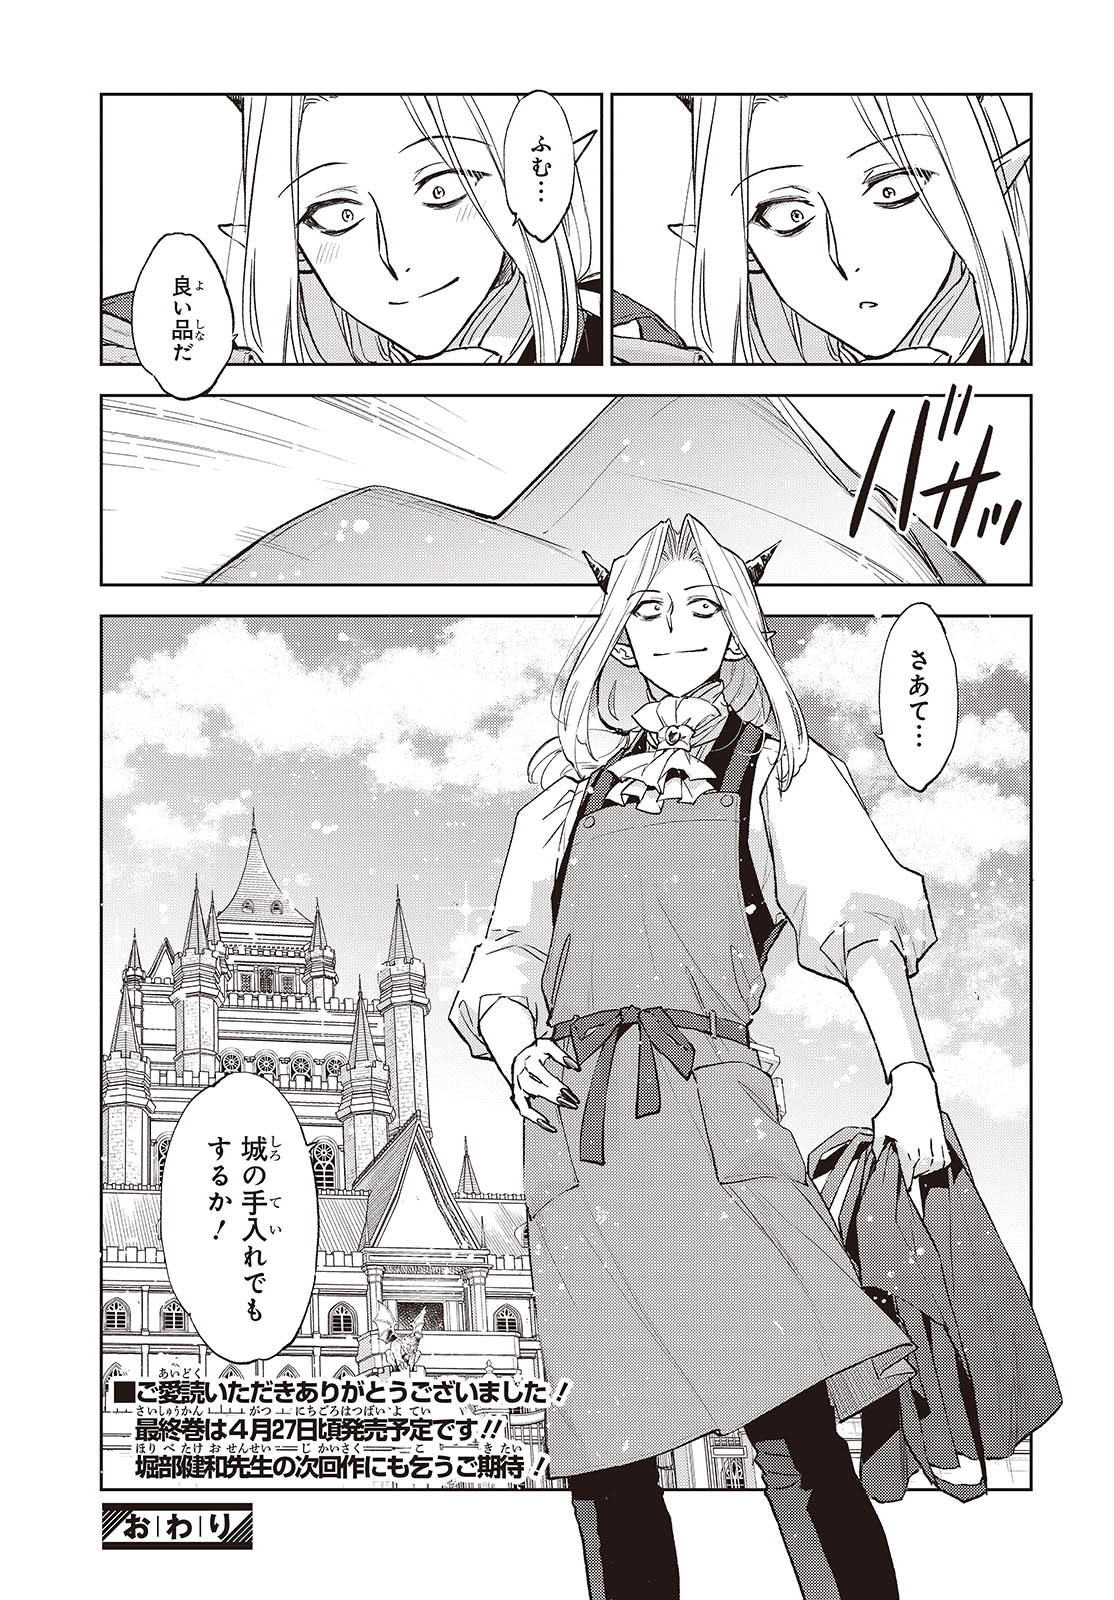 ふむ…
良い品だ
バサッ
さあて…
城の手入れでも
するか！
■ご愛読いただきありがとうございました！
最終巻は4月27日頃発売予定です!!
堀部健和先生の次回作にも乞うご期待！
おわり